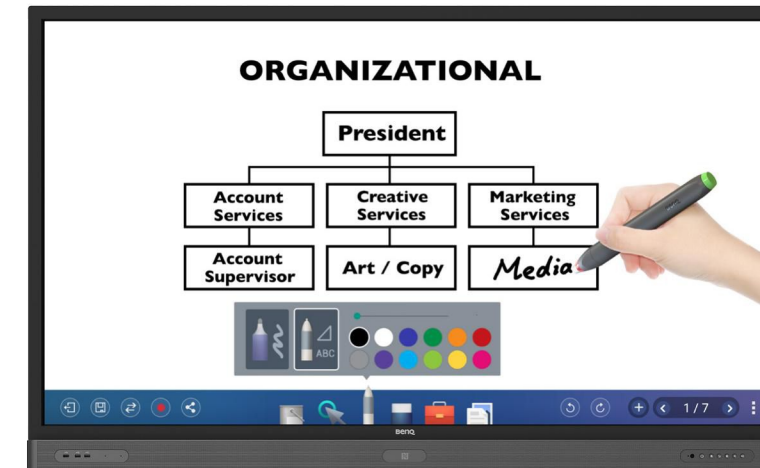 ORGANIZATIONAL
President
Account
Services
Creative
Services
Marketing
Services
Account
Supervisor
Art / Copy
Media
ABC
1/7
BenQ